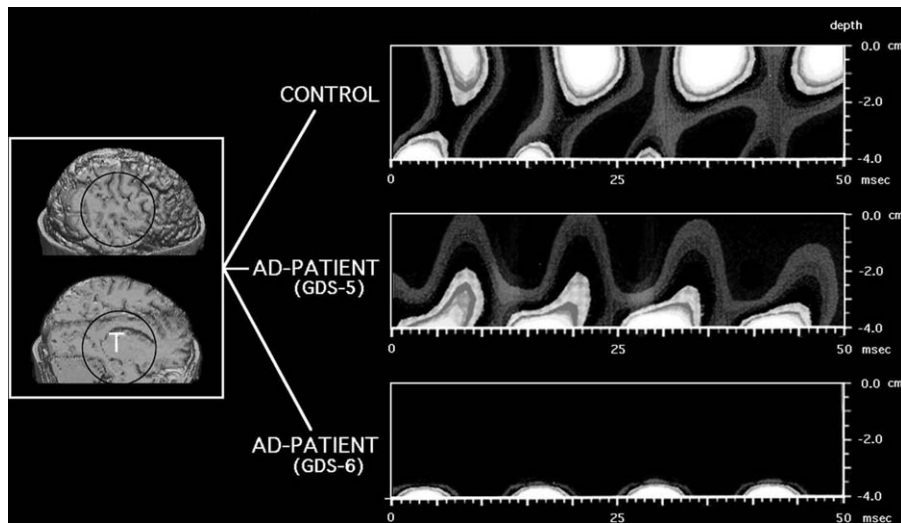 depth
0.0 cm
-2.0
-4.0
0
25
msec
50
CONTROL
0.0 cm
-2.0
-4.0
0
25
msec
50
AD-PATIENT
(GDS-5)
T
0.0 cm
-2.0
-4.0
0
25
msec
50
AD-PATIENT
(GDS-6)